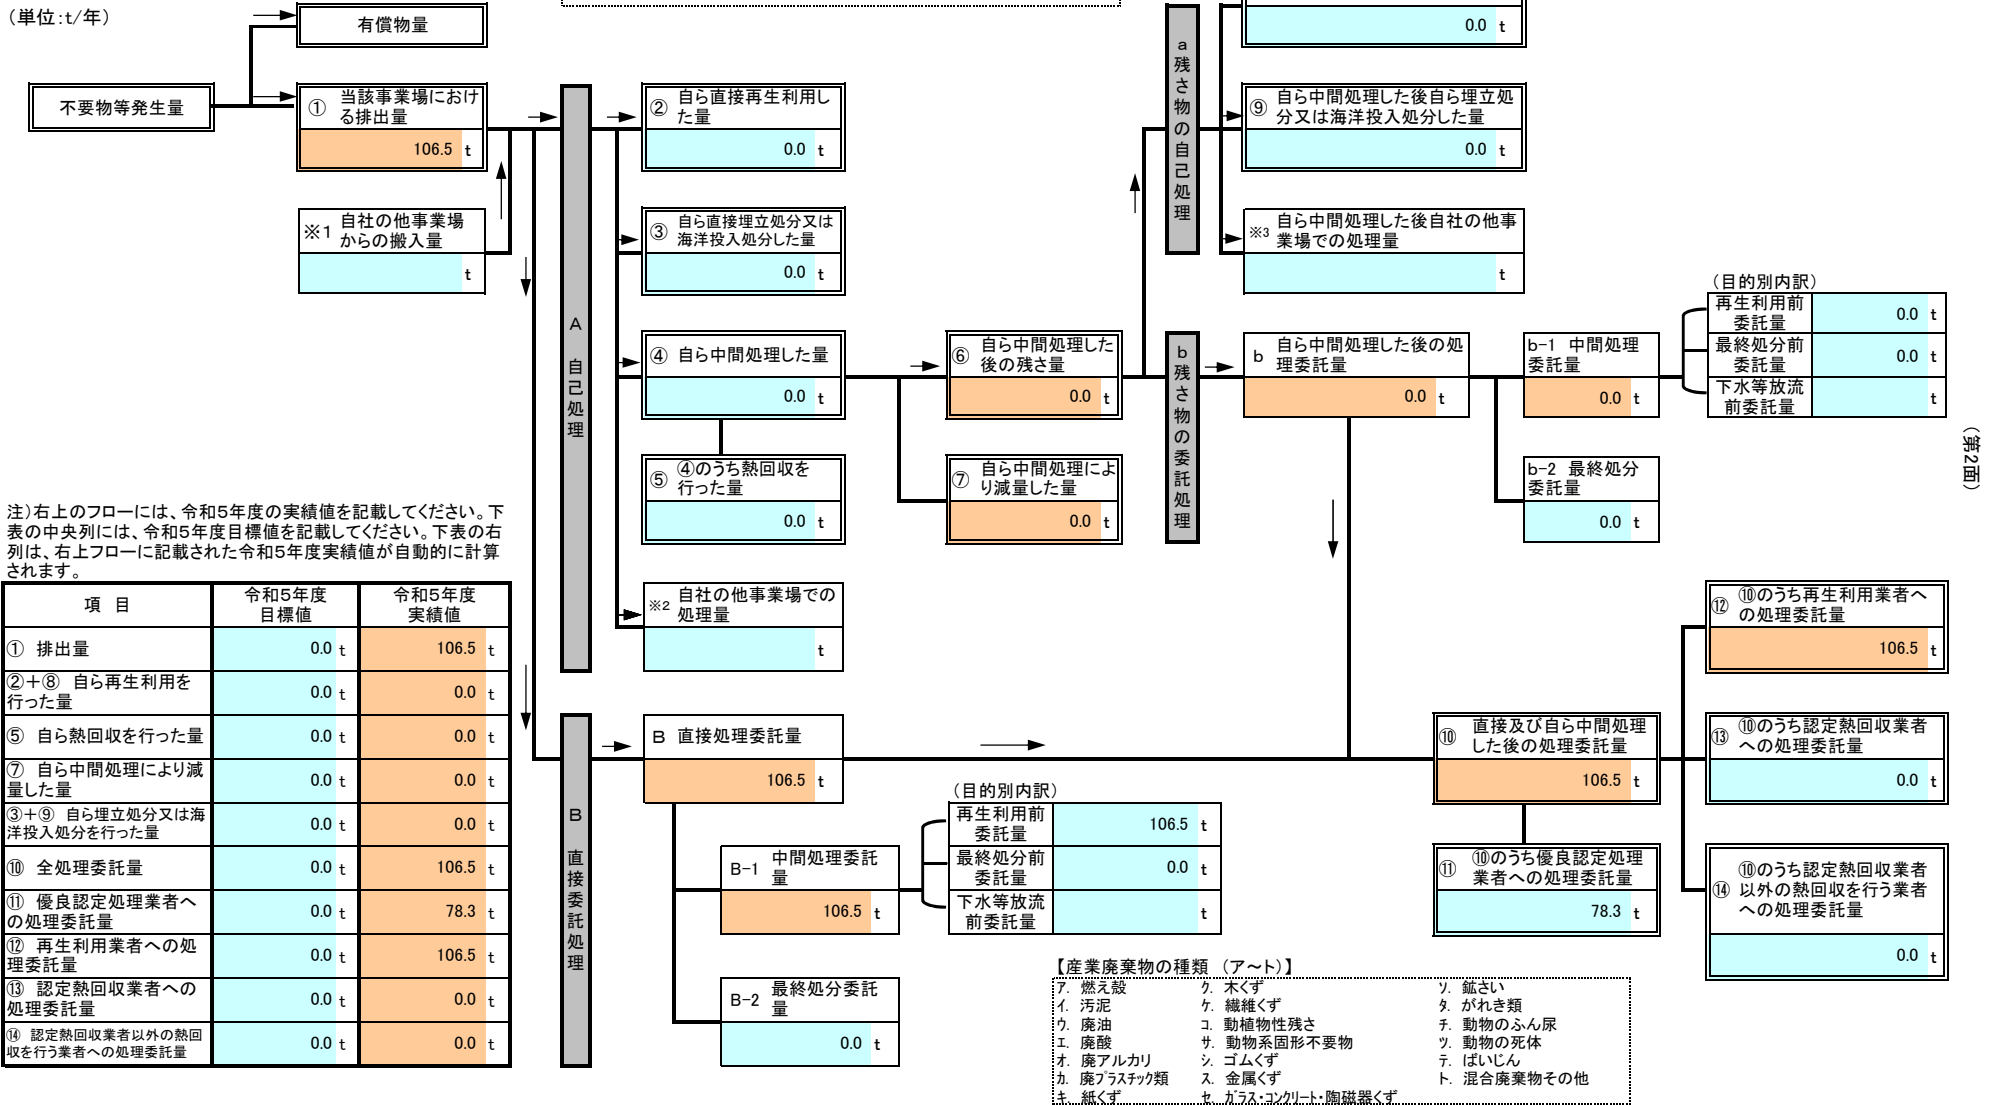 （単位：t/年）
有償物量
不要物等発生量
① 当該事業場におけ
る排出量
106.5 t
※1 自社の他事業場
からの搬入量
t
A 自己処理
② 自ら直接再生利用し
た量
0.0 t
③ 自ら直接埋立処分又は
海洋投入処分した量
0.0 t
④ 自ら中間処理した量
0.0 t
⑤ ④のうち熱回収を
行った量
0.0 t
※2 自社の他事業場での
処理量
t
⑥ 自ら中間処理した
後の残さ量
0.0 t
⑦ 自ら中間処理によ
り減量した量
0.0 t
a 残さ物の自己処理
0.0 t
⑨ 自ら中間処理した後自ら埋立処
分又は海洋投入処分した量
0.0 t
※3 自ら中間処理した後自社の他事
業場での処理量
t
b 残さ物の委託処理
b 自ら中間処理した後の処
理委託量
0.0 t
b-1 中間処理
委託量
0.0 t
b-2 最終処分
委託量
0.0 t
（目的別内訳）
再生利用前
委託量
0.0 t
最終処分前
委託量
0.0 t
下水等放流
前委託量
t
（第2面）
注）右上のフローには、令和5年度の実績値を記載してください。下
表の中央列には、令和5年度目標値を記載してください。下表の右
列は、右上フローに記載された令和5年度実績値が自動的に計算
されます。
項 目
令和5年度
目標値
令和5年度
実績値
① 排出量
0.0 t 106.5 t
②＋⑧ 自ら再生利用を
行った量
0.0 t 0.0 t
⑤ 自ら熱回収を行った量
0.0 t 0.0 t
⑦ 自ら中間処理により減
量した量
0.0 t 0.0 t
③＋⑨ 自ら埋立処分又は海
洋投入処分を行った量
0.0 t 0.0 t
⑩ 全処理委託量
0.0 t 106.5 t
⑪ 優良認定処理業者へ
の処理委託量
0.0 t 78.3 t
⑫ 再生利用業者への処
理委託量
0.0 t 106.5 t
⑬ 認定熱回収業者への
処理委託量
0.0 t 0.0 t
⑭ 認定熱回収業者以外の熱回
収を行う業者への処理委託量
0.0 t 0.0 t
B 直接委託処理
B 直接処理委託量
106.5 t
B-1 中間処理委託
量
106.5 t
B-2 最終処分委託
量
0.0 t
（目的別内訳）
再生利用前
委託量
106.5 t
最終処分前
委託量
0.0 t
下水等放流
前委託量
t
⑩ 直接及び自ら中間処理
した後の処理委託量
106.5 t
⑪ ⑩のうち優良認定処理
業者への処理委託量
78.3 t
⑫ ⑩のうち再生利用業者へ
の処理委託量
106.5 t
⑬ ⑩のうち認定熱回収業者
への処理委託量
0.0 t
⑭ ⑩のうち認定熱回収業者
以外の熱回収を行う業者
への処理委託量
0.0 t
【産業廃棄物の種類 （ア～ト）】
ア. 燃え殻
イ. 汚泥
ウ. 廃油
エ. 廃酸
オ. 廃アルカリ
カ. 廃プラスチック類
キ. 紙くず
ク. 木くず
ケ. 繊維くず
コ. 動植物性残さ
サ. 動物系固形不要物
シ. ゴムくず
ス. 金属くず
セ. ガラス・コンクリート・陶磁器くず
ソ. 鉱さい
タ. がれき類
チ. 動物のふん尿
ツ. 動物の死体
テ. ばいじん
ト. 混合廃棄物その他